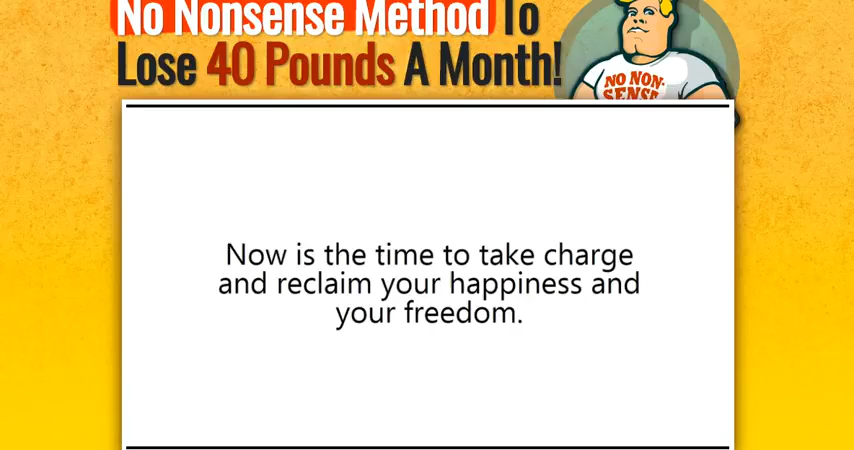 No Nonsense Method To
Lose 40 Pounds A Month!
NO NON-
SENSE
Now is the time to take charge
and reclaim your happiness and
your freedom.